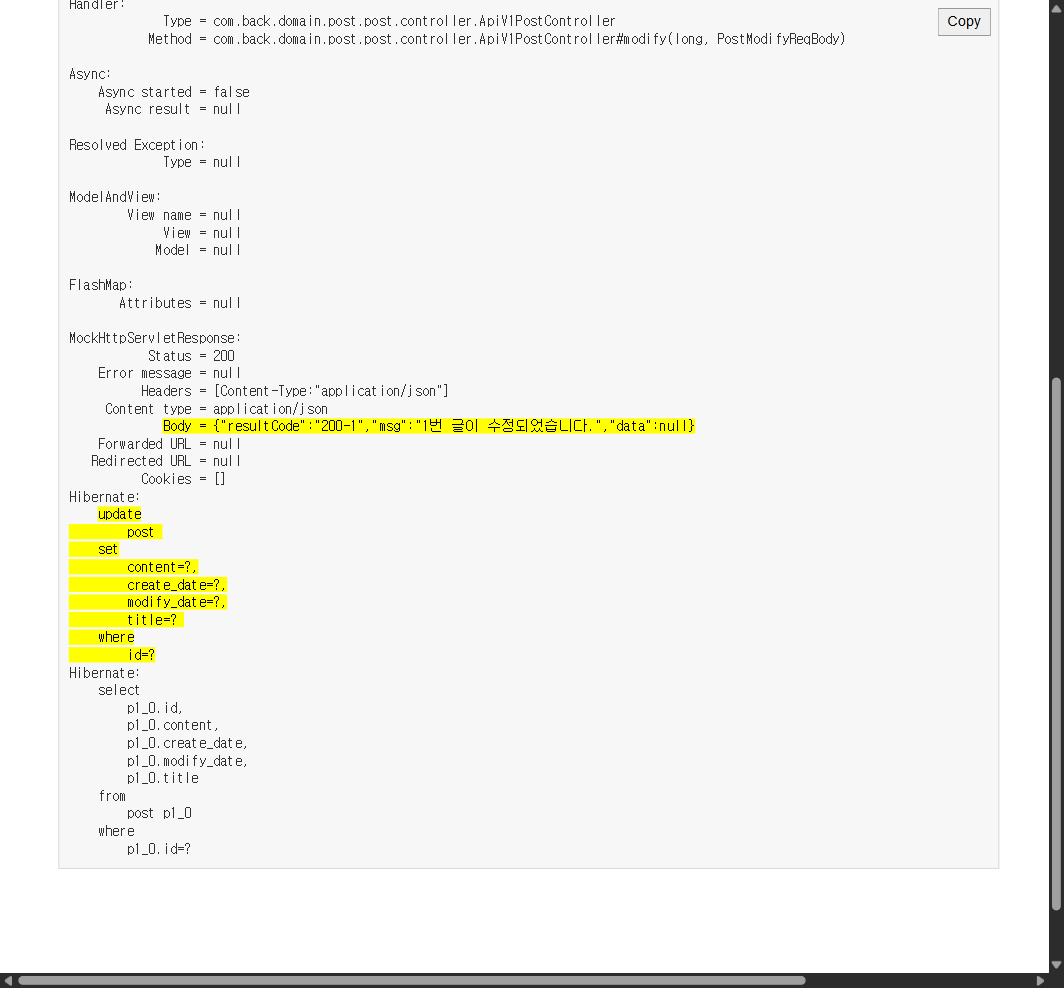 Handler:
Type = com.back.domain.post.post.controller.ApiV1PostController
Copy
Method = com.back.domain.post.post.controller.ApiV1PostController#modify(long, PostModifyReqBody)
Async:
Async started = false
Async result = null
Resolved Exception:
Type = null
ModelAndView:
View name = null
View = null
Model = null
FlashMap:
Attributes = null
MockHttpServletResponse:
Status = 200
Error message = null
Headers = [Content-Type:"application/json"]
Content type = application/json
Body = {"resultCode":"200-1","msg":"1번 글이 수정되었습니다.","data":null}
Forwarded URL = null
Redirected URL = null
Cookies = []
Hibernate:
update
post
set
content=?,
create_date=?,
modify_date=?,
title=?
where
id=?
Hibernate:
select
p1_0.id,
p1_0.content,
p1_0.create_date,
p1_0.modify_date,
p1_0.title
from
post p1_0
where
p1_0.id=?